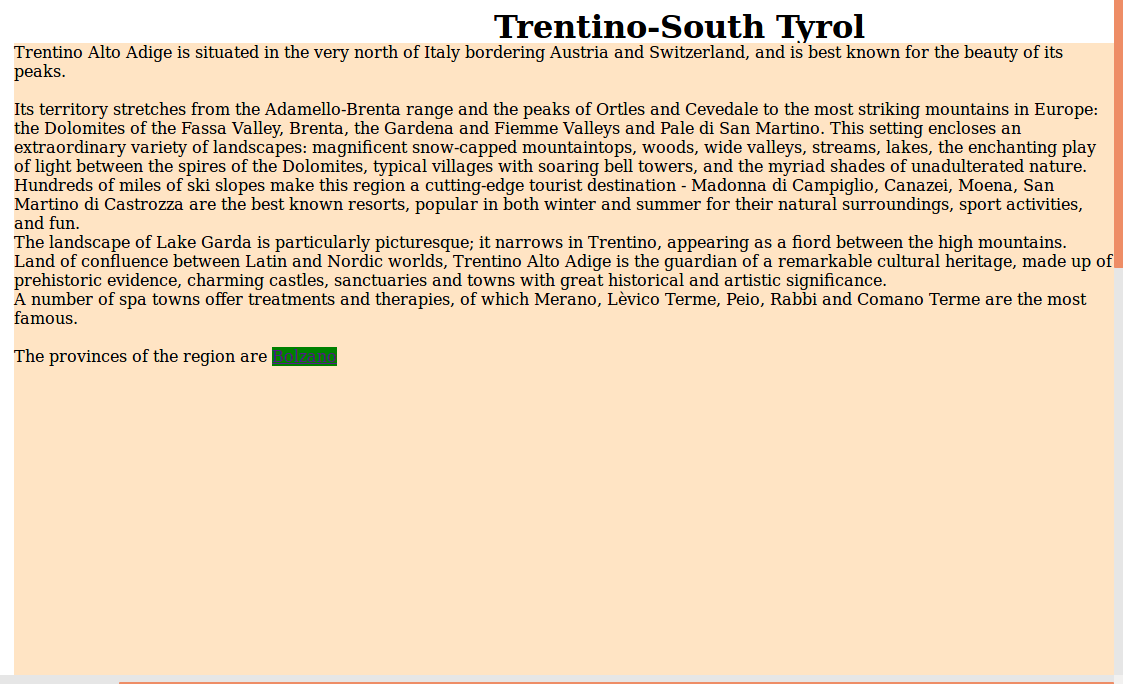 Trentino-South Tyrol
Trentino Alto Adige is situated in the very north of Italy bordering Austria and Switzerland, and is best known for the beauty of its
peaks.
Its territory stretches from the Adamello-Brenta range and the peaks of Ortles and Cevedale to the most striking mountains in Europe:
the Dolomites of the Fassa Valley, Brenta, the Gardena and Fiemme Valleys and Pale di San Martino. This setting encloses an
extraordinary variety of landscapes: magnificent snow-capped mountaintops, woods, wide valleys, streams, lakes, the enchanting play
of light between the spires of the Dolomites, typical villages with soaring bell towers, and the myriad shades of unadulterated nature.
Hundreds of miles of ski slopes make this region a cutting-edge tourist destination - Madonna di Campiglio, Canazei, Moena, San
Martino di Castrozza are the best known resorts, popular in both winter and summer for their natural surroundings, sport activities,
and fun.
The landscape of Lake Garda is particularly picturesque; it narrows in Trentino, appearing as a fiord between the high mountains.
Land of confluence between Latin and Nordic worlds, Trentino Alto Adige is the guardian of a remarkable cultural heritage, made up of
prehistoric evidence, charming castles, sanctuaries and towns with great historical and artistic significance.
A number of spa towns offer treatments and therapies, of which Merano, Lèvico Terme, Peio, Rabbi and Comano Terme are the most
famous.
The provinces of the region are Bolzano